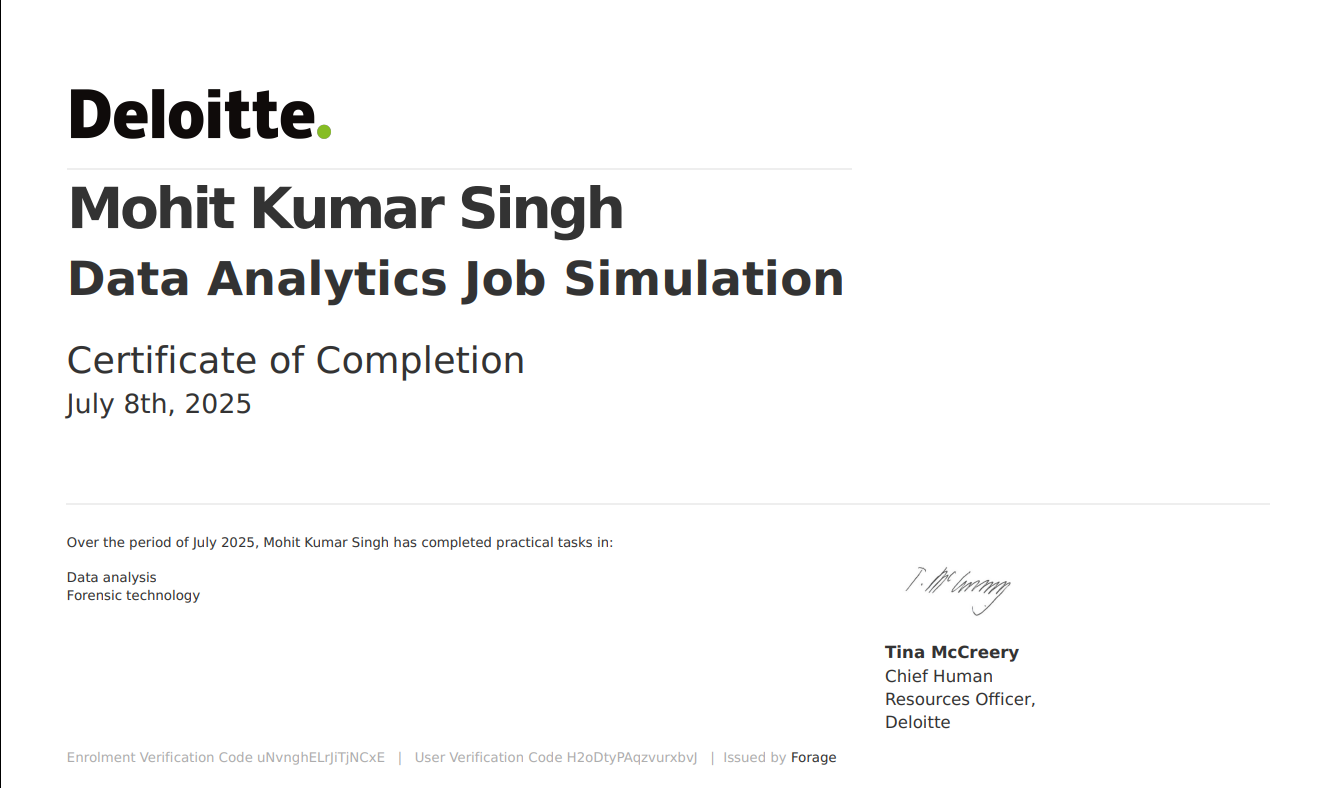 Deloitte.
Mohit Kumar Singh
Data Analytics Job Simulation
Certificate of Completion
July 8th, 2025
Over the period of July 2025, Mohit Kumar Singh has completed practical tasks in:
Data analysis
Forensic technology
T. McCreery
Tina McCreery
Chief Human
Resources Officer,
Deloitte
Enrolment Verification Code uNvnghELrJiTjNCxE | User Verification Code H2oDtyPAqzvurxbvJ | Issued by Forage